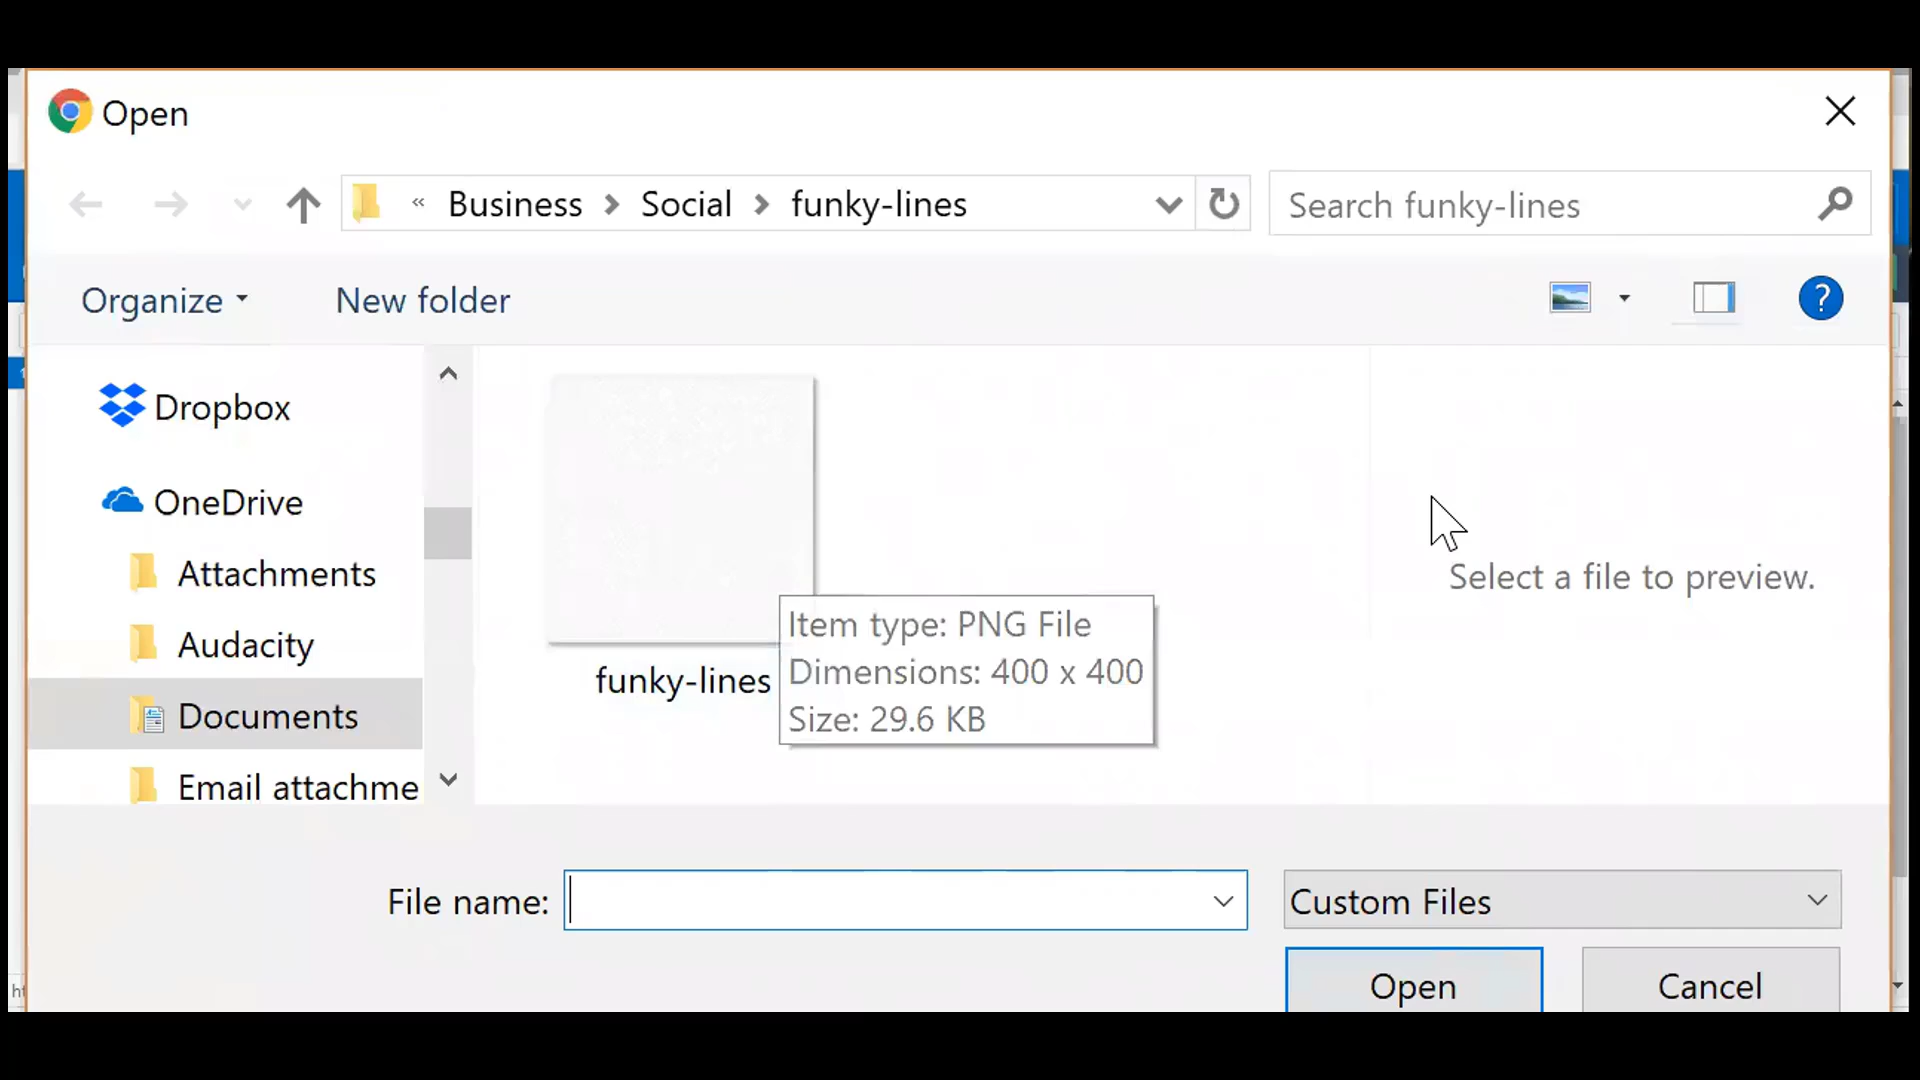 Open
« Business > Social > funky-lines
Search funky-lines
Organize
New folder
?
Dropbox
OneDrive
Attachments
Audacity
Documents
Email attachme
funky-lines
Item type: PNG File
Dimensions: 400 x 400
Size: 29.6 KB
Select a file to preview.
File name:
Custom Files
Open
Cancel